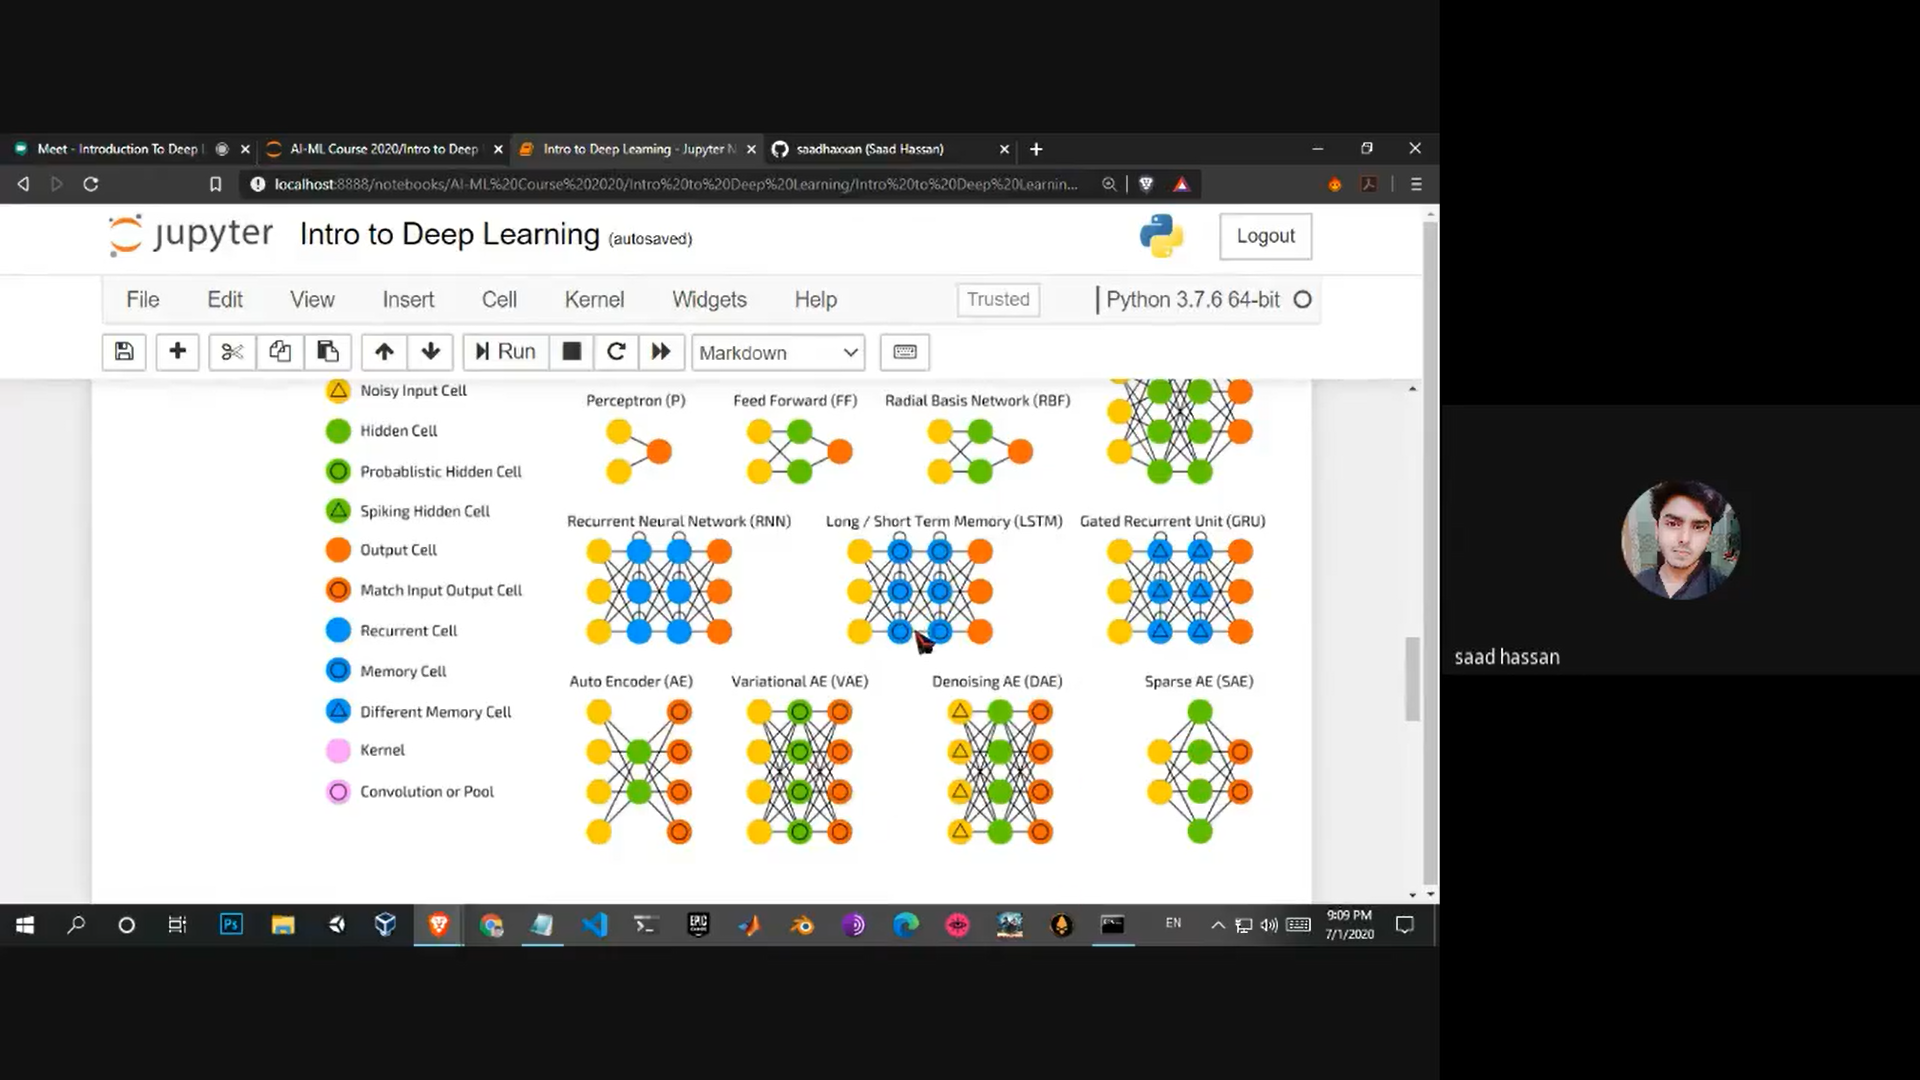 Meet - Introduction To Deep L
AI-ML Course 2020/Intro to Deep
Intro to Deep Learning - Jupyter N
saadhaxxan (Saad Hassan)
localhost:8888/notebooks/AI-ML%20Course%202020/Intro%20to%20Deep%20Learning/Intro%20to%20Deep%20Learnin...
jupyter Intro to Deep Learning (autosaved)
Logout
File Edit View Insert Cell Kernel Widgets Help
Trusted
Python 3.7.6 64-bit
Run
Markdown
Noisy Input Cell
Hidden Cell
Probablistic Hidden Cell
Spiking Hidden Cell
Output Cell
Match Input Output Cell
Recurrent Cell
Memory Cell
Different Memory Cell
Kernel
Convolution or Pool
Perceptron (P)
Feed Forward (FF)
Radial Basis Network (RBF)
Recurrent Neural Network (RNN)
Long / Short Term Memory (LSTM)
Gated Recurrent Unit (GRU)
Auto Encoder (AE)
Variational AE (VAE)
Denoising AE (DAE)
Sparse AE (SAE)
saad hassan
Ps
EPIC
GAMES
EN
9:09 PM
7/1/2020